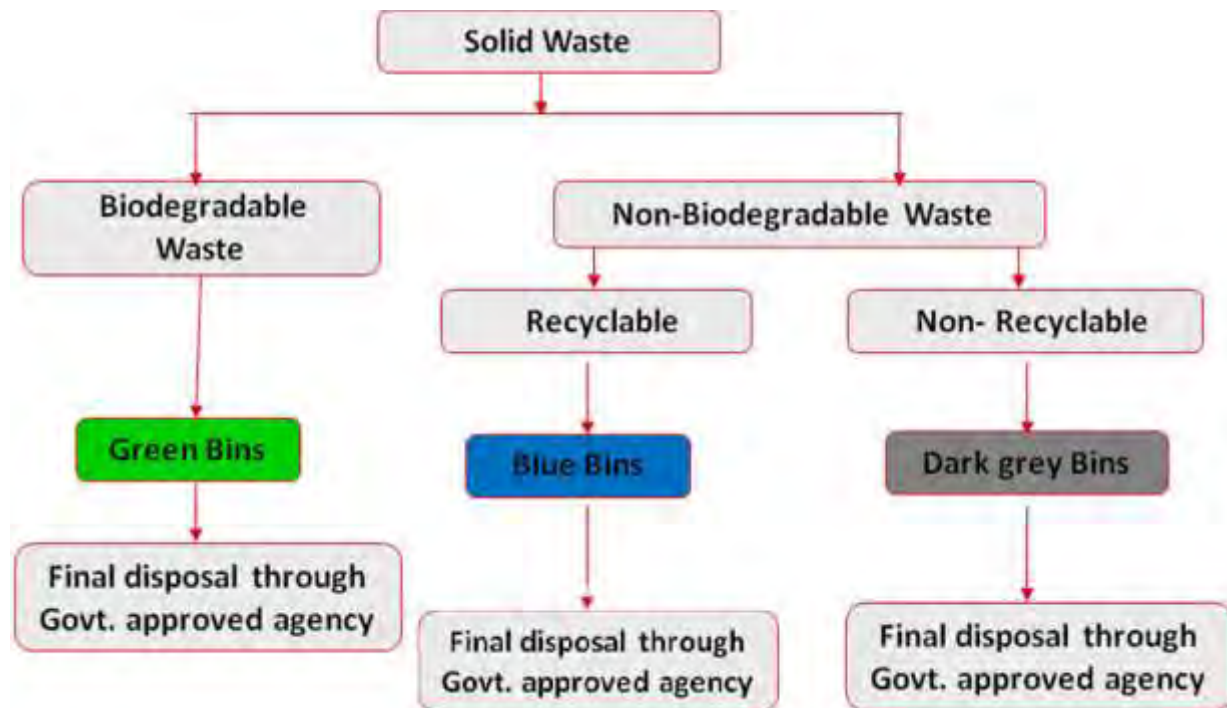 Solid Waste
Biodegradable
Waste
Non-Biodegradable Waste
Recyclable
Non- Recyclable
Green Bins
Blue Bins
Dark grey Bins
Final disposal through
Govt. approved agency
Final disposal through
Govt. approved agency
Final disposal through
Govt. approved agency